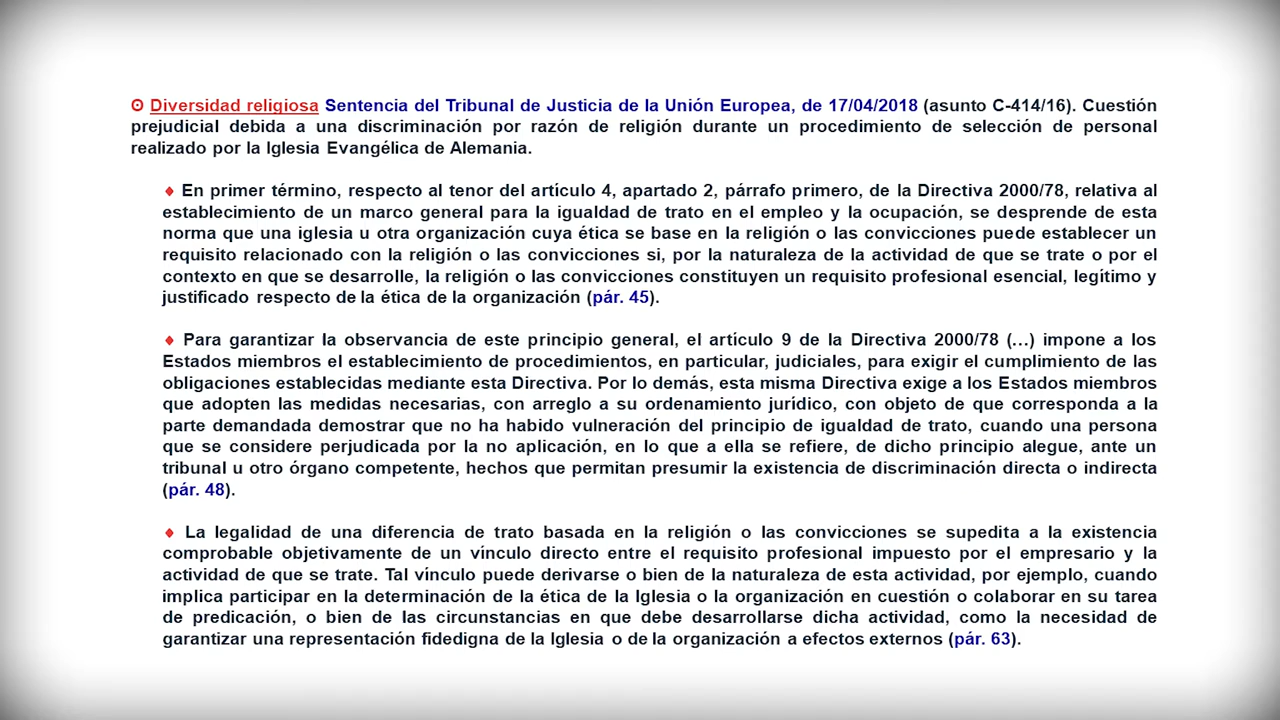 ʘ Diversidad religiosa Sentencia del Tribunal de Justicia de la Unión Europea, de 17/04/2018 (asunto C-414/16). Cuestión
prejudicial debida a una discriminación por razón de religión durante un procedimiento de selección de personal
realizado por la Iglesia Evangélica de Alemania.
♦ En primer término, respecto al tenor del artículo 4, apartado 2, párrafo primero, de la Directiva 2000/78, relativa al
establecimiento de un marco general para la igualdad de trato en el empleo y la ocupación, se desprende de esta
norma que una iglesia u otra organización cuya ética se base en la religión o las convicciones puede establecer un
requisito relacionado con la religión o las convicciones si, por la naturaleza de la actividad de que se trate o por el
contexto en que se desarrolle, la religión o las convicciones constituyen un requisito profesional esencial, legítimo y
justificado respecto de la ética de la organización (pár. 45).
♦ Para garantizar la observancia de este principio general, el artículo 9 de la Directiva 2000/78 (…) impone a los
Estados miembros el establecimiento de procedimientos, en particular, judiciales, para exigir el cumplimiento de las
obligaciones establecidas mediante esta Directiva. Por lo demás, esta misma Directiva exige a los Estados miembros
que adopten las medidas necesarias, con arreglo a su ordenamiento jurídico, con objeto de que corresponda a la
parte demandada demostrar que no ha habido vulneración del principio de igualdad de trato, cuando una persona
que se considere perjudicada por la no aplicación, en lo que a ella se refiere, de dicho principio alegue, ante un
tribunal u otro órgano competente, hechos que permitan presumir la existencia de discriminación directa o indirecta
(pár. 48).
♦ La legalidad de una diferencia de trato basada en la religión o las convicciones se supedita a la existencia
comprobable objetivamente de un vínculo directo entre el requisito profesional impuesto por el empresario y la
actividad de que se trate. Tal vínculo puede derivarse o bien de la naturaleza de esta actividad, por ejemplo, cuando
implica participar en la determinación de la ética de la Iglesia o la organización en cuestión o colaborar en su tarea
de predicación, o bien de las circunstancias en que debe desarrollarse dicha actividad, como la necesidad de
garantizar una representación fidedigna de la Iglesia o de la organización a efectos externos (pár. 63).